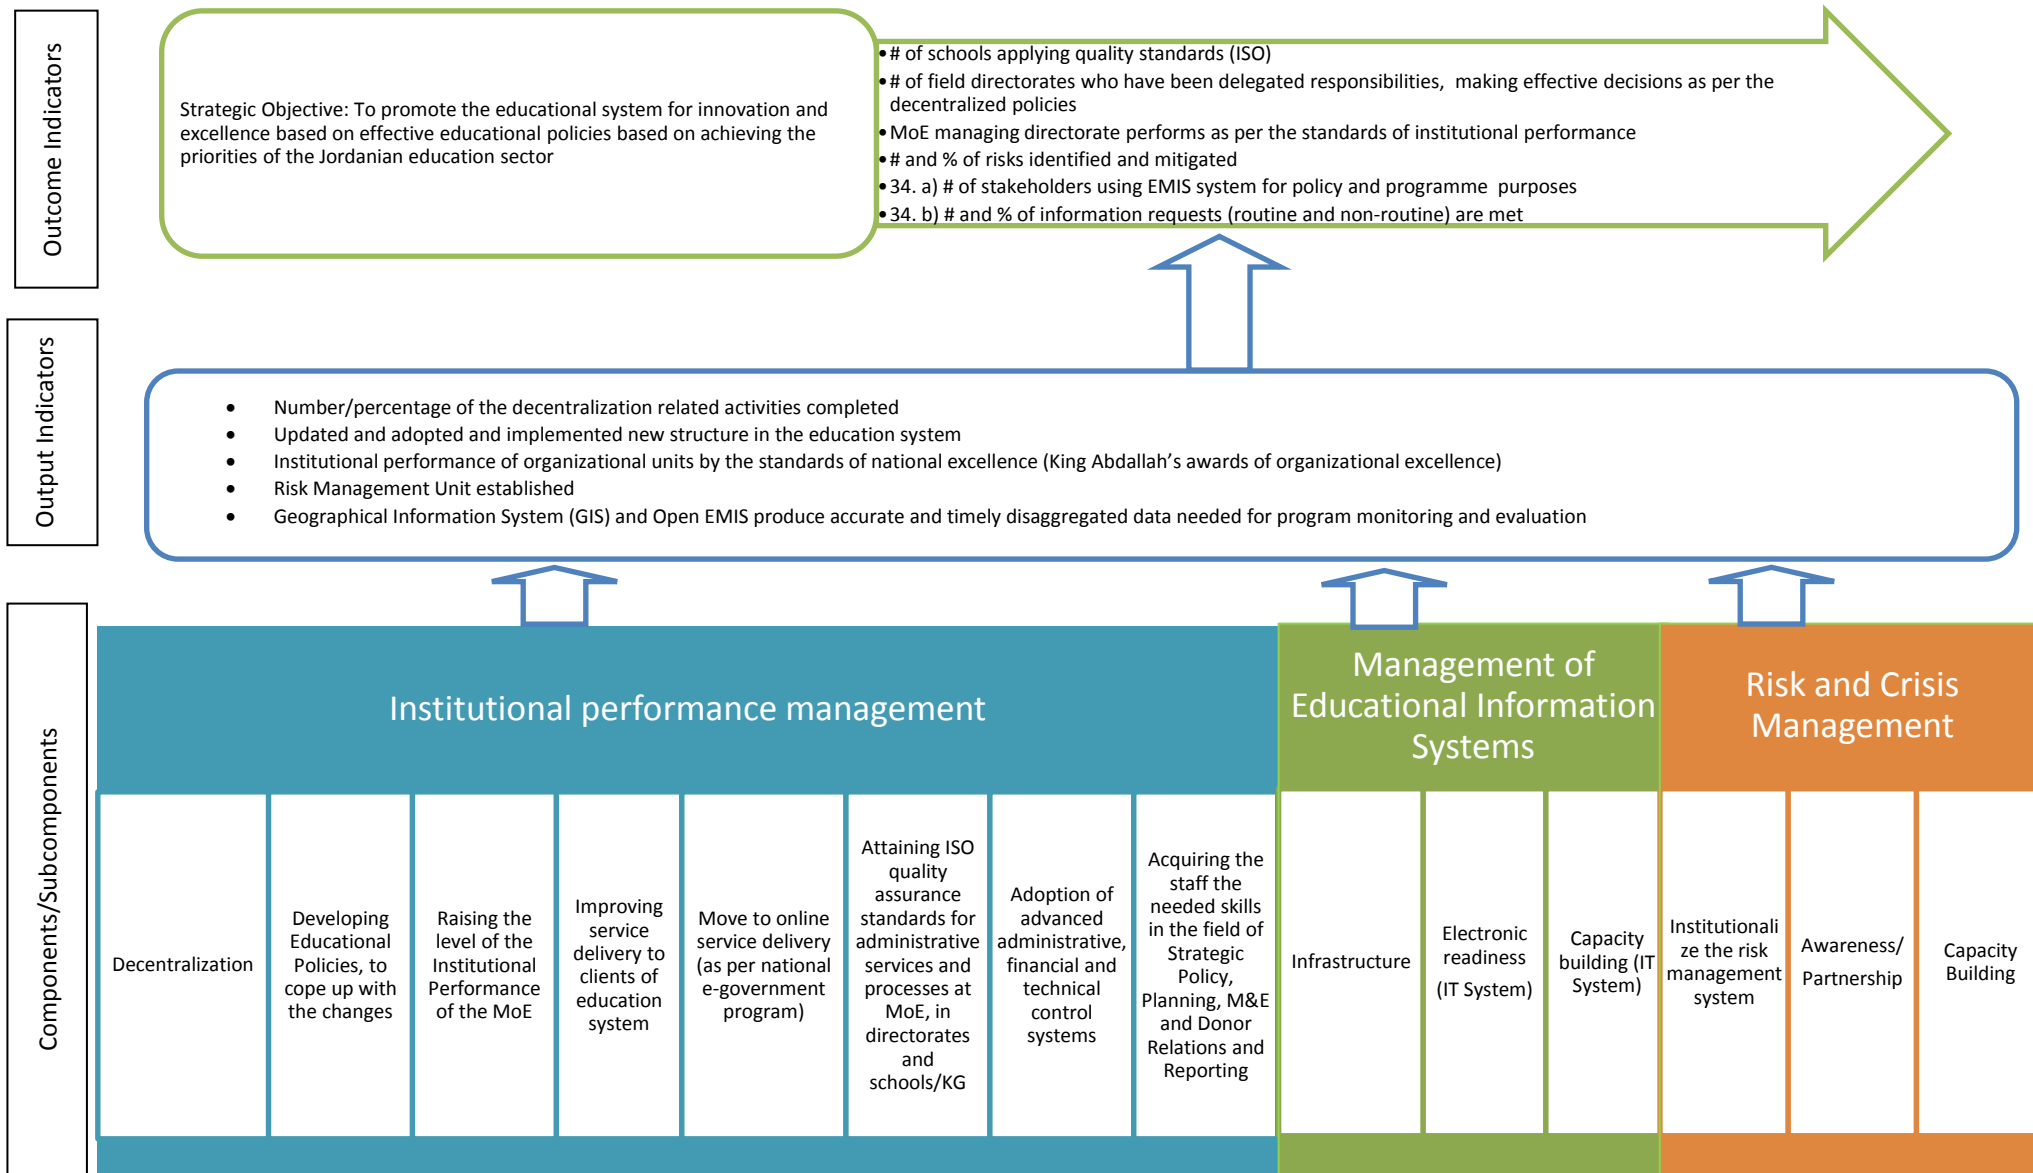 Outcome Indicators
Strategic Objective: To promote the educational system for innovation and
excellence based on effective educational policies based on achieving the
priorities of the Jordanian education sector
•# of schools applying quality standards (ISO)
•# of field directorates who have been delegated responsibilities, making effective decisions as per the
decentralized policies
•MoE managing directorate performs as per the standards of institutional performance
•# and % of risks identified and mitigated
•34. a) # of stakeholders using EMIS system for policy and programme purposes
•34. b) # and % of information requests (routine and non-routine) are met
Output Indicators
• Number/percentage of the decentralization related activities completed
• Updated and adopted and implemented new structure in the education system
• Institutional performance of organizational units by the standards of national excellence (King Abdallah’s awards of organizational excellence)
• Risk Management Unit established
• Geographical Information System (GIS) and Open EMIS produce accurate and timely disaggregated data needed for program monitoring and evaluation
Components/Subcomponents
Institutional performance management
Decentralization
Developing
Educational
Policies, to
cope up with
the changes
Raising the
level of the
Institutional
Performance
of the MoE
Improving
service
delivery to
clients of
education
system
Move to online
service delivery
(as per national
e-government
program)
Attaining ISO
quality
assurance
standards for
administrative
services and
processes at
MoE, in
directorates
and
schools/KG
Adoption of
advanced
administrative,
financial and
technical
control
systems
Acquiring the
staff the
needed skills
in the field of
Strategic
Policy,
Planning, M&E
and Donor
Relations and
Reporting
Management of
Educational Information
Systems
Infrastructure
Electronic
readiness
(IT System)
Capacity
building (IT
System)
Risk and Crisis
Management
Institutionali
ze the risk
management
system
Awareness/
Partnership
Capacity
Building